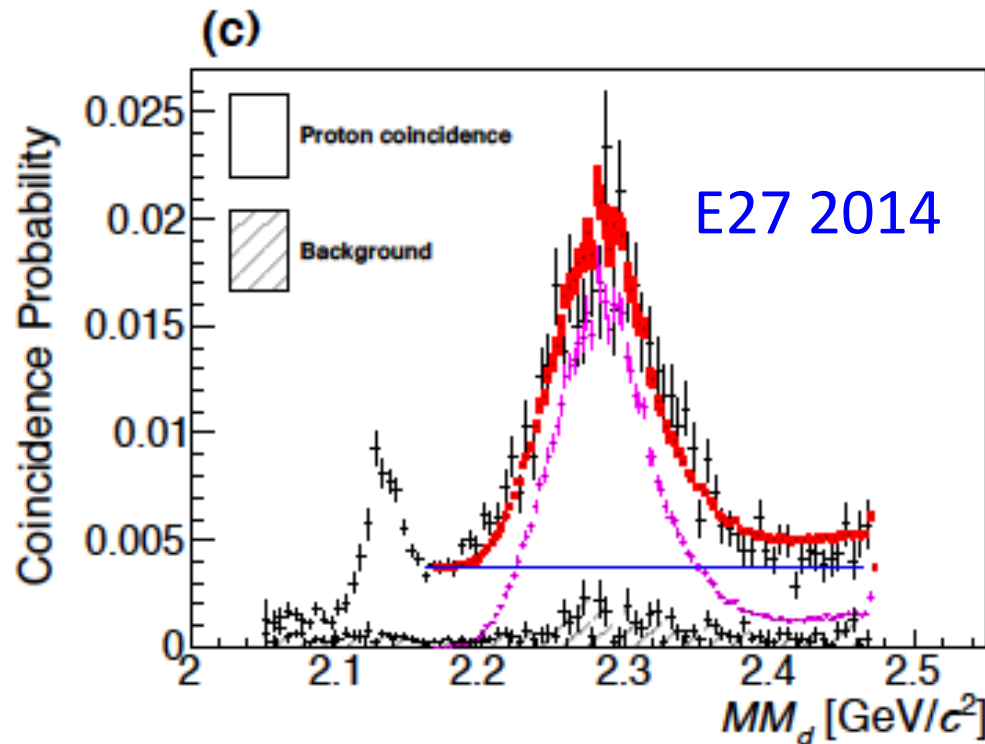 (c)
Coincidence Probability
0.025
0.02
0.015
0.01
0.005
0
Proton coincidence
Background
E27 2014
2 2.1 2.2 2.3 2.4 2.5
MM_d [GeV/c²]